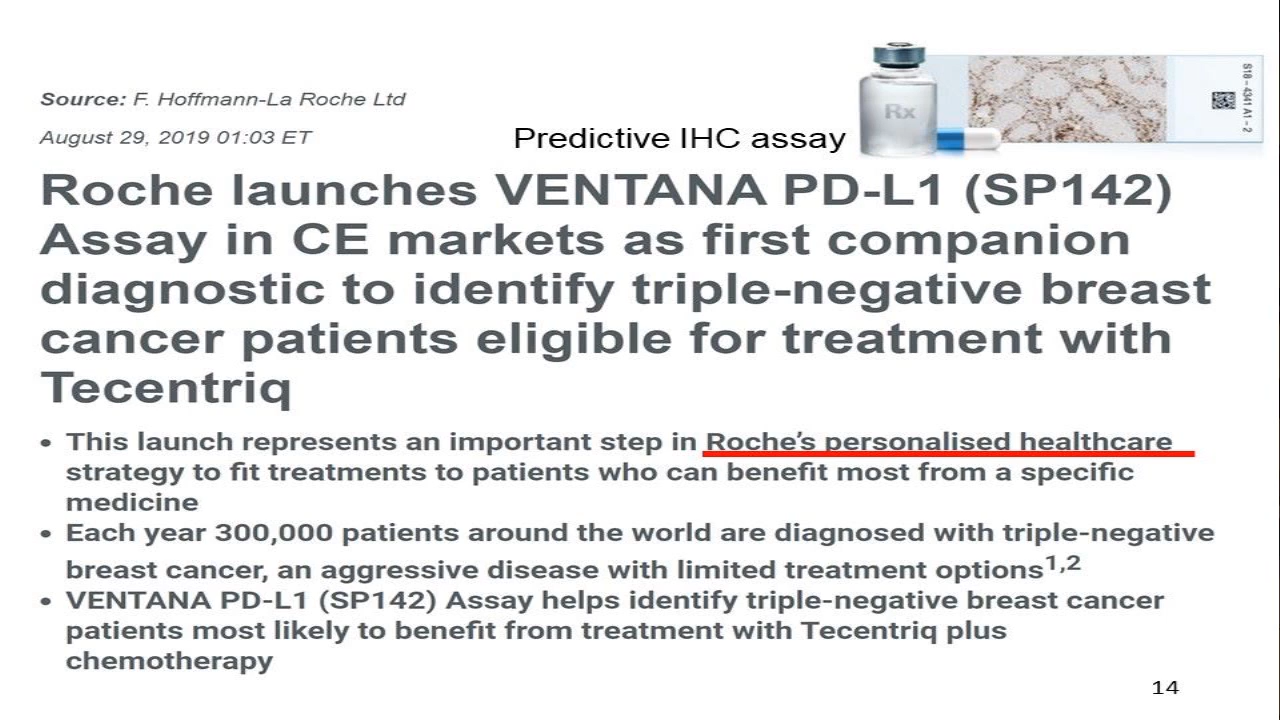 Source: F. Hoffmann-La Roche Ltd
August 29, 2019 01:03 ET
Predictive IHC assay
Rx
S18-4341 A1-2
Roche launches VENTANA PD-L1 (SP142)
Assay in CE markets as first companion
diagnostic to identify triple-negative breast
cancer patients eligible for treatment with
Tecentriq
• This launch represents an important step in Roche’s personalised healthcare
strategy to fit treatments to patients who can benefit most from a specific
medicine
• Each year 300,000 patients around the world are diagnosed with triple-negative
breast cancer, an aggressive disease with limited treatment options1,2
• VENTANA PD-L1 (SP142) Assay helps identify triple-negative breast cancer
patients most likely to benefit from treatment with Tecentriq plus
chemotherapy
14